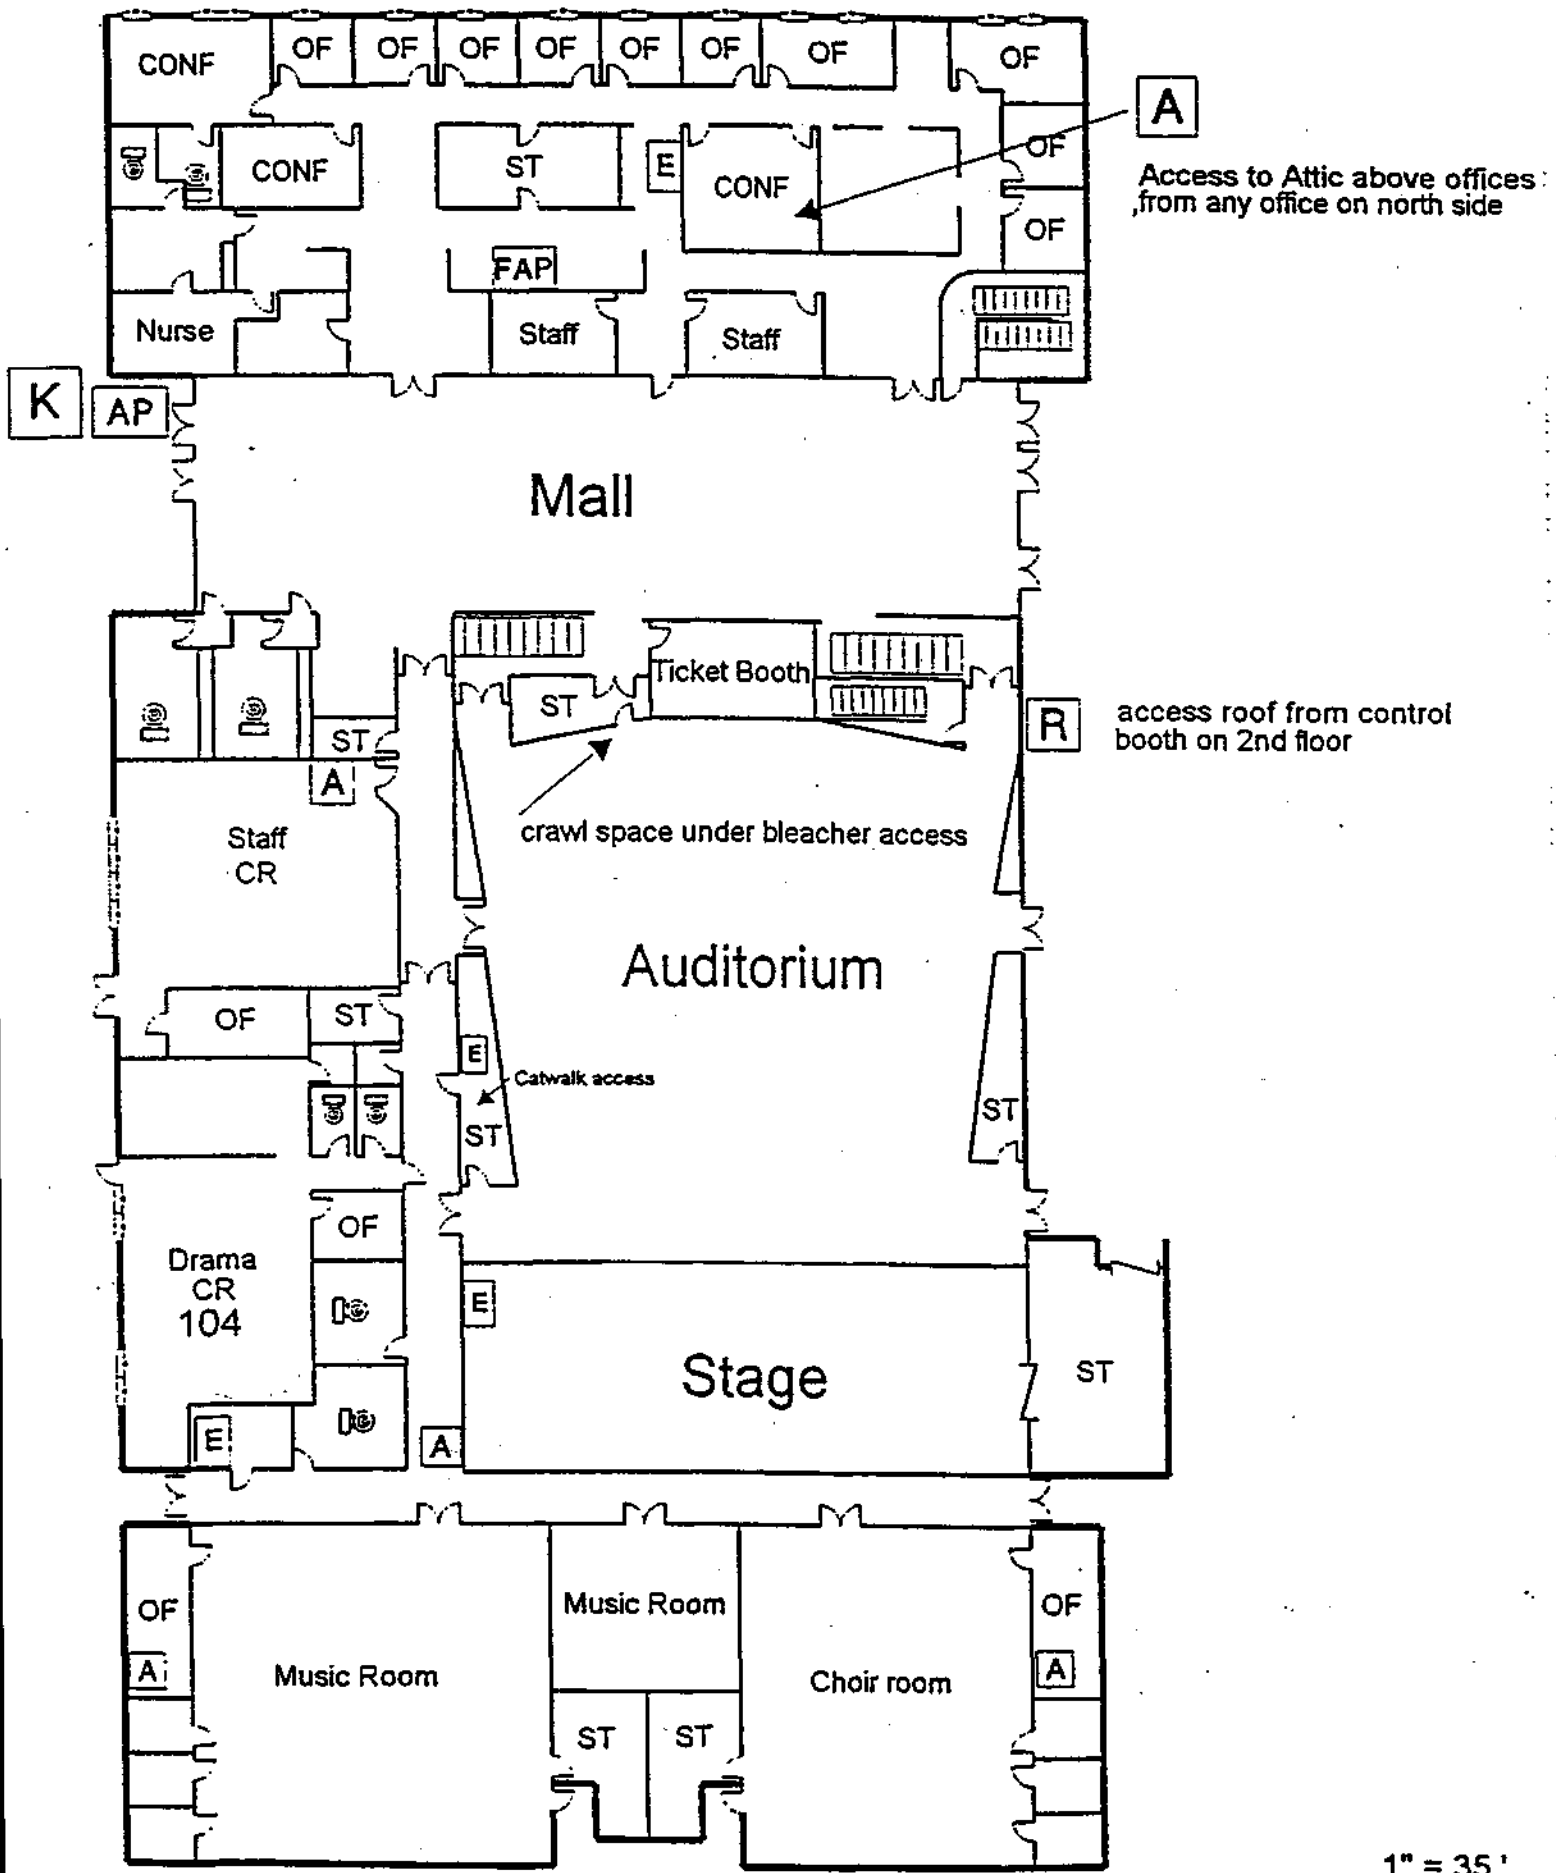 CONF
OF
OF
OF
OF
OF
OF
OF
OF
A
OF
Access to Attic above offices
,from any office on north side
CONF
ST
E
CONF
OF
FAP
Nurse
Staff
Staff
K
AP
Mall
Ticket Booth
ST
ST
R
access roof from control
booth on 2nd floor
A
crawl space under bleacher access
Staff
CR
Auditorium
OF
ST
E
Catwalk access
ST
ST
OF
Drama
CR
104
E
Stage
ST
E
A
OF
Music Room
OF
A
Music Room
Choir room
A
ST
ST
1" = 35 '